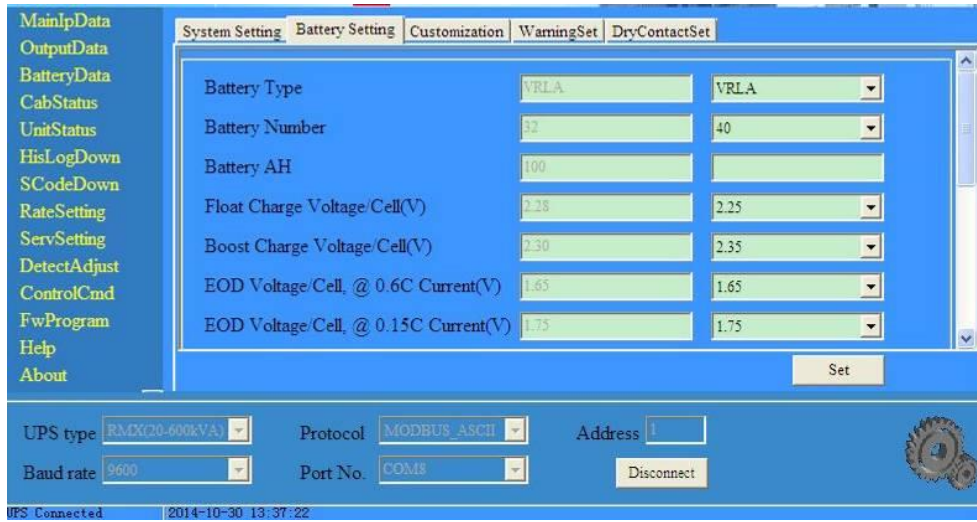 MainIpData
OutputData
BatteryData
CabStatus
UnitStatus
HisLogDown
SCodeDown
RateSetting
ServSetting
DetectAdjust
ControlCmd
FwProgram
Help
About
System Setting Battery Setting Customization WarningSet DryContactSet
Battery Type VRLA VRLA
Battery Number 32 40
Battery AH 100
Float Charge Voltage/Cell(V) 2.28 2.25
Boost Charge Voltage/Cell(V) 2.30 2.35
EOD Voltage/Cell, @ 0.6C Current(V) 1.65 1.65
EOD Voltage/Cell, @ 0.15C Current(V) 1.75 1.75
Set
UPS type RMX(20-600kVA) Protocol MODBUS_ASCII Address 1
Baud rate 9600 Port No. COM8 Disconnect
UPS Connected 2014-10-30 13:37:22